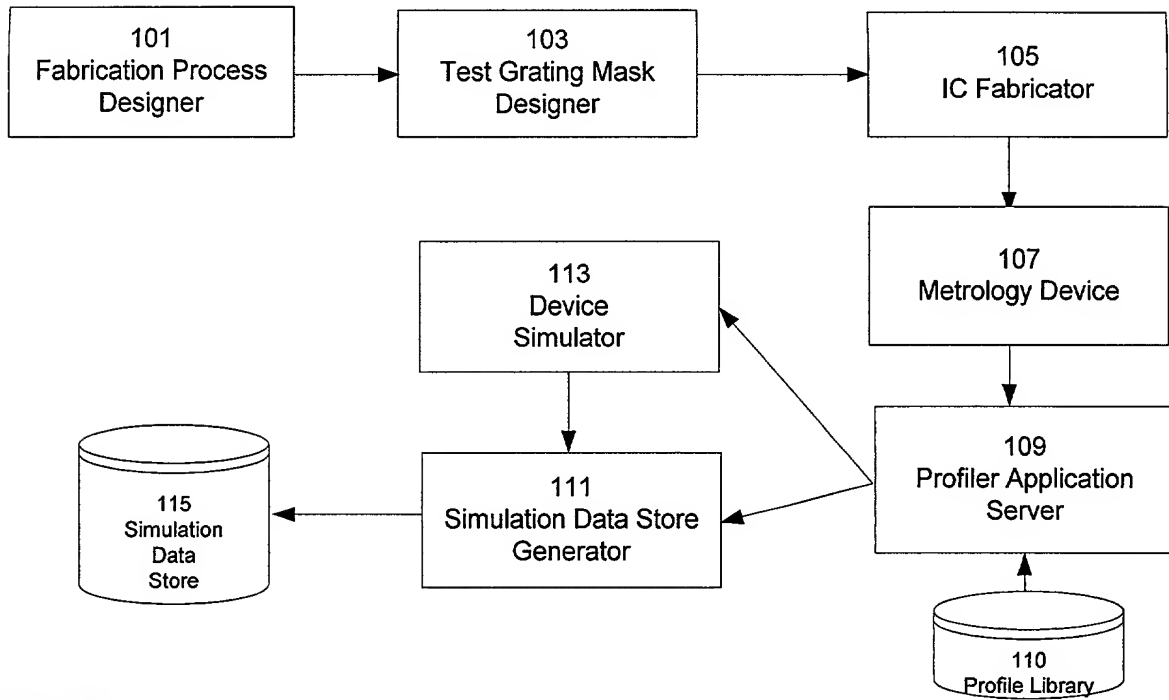 101
Fabrication Process
Designer
103
Test Grating Mask
Designer
105
IC Fabricator
107
Metrology Device
113
Device
Simulator
109
Profiler Application
Server
111
Simulation Data Store
Generator
115
Simulation
Data
Store
110
Profile Library